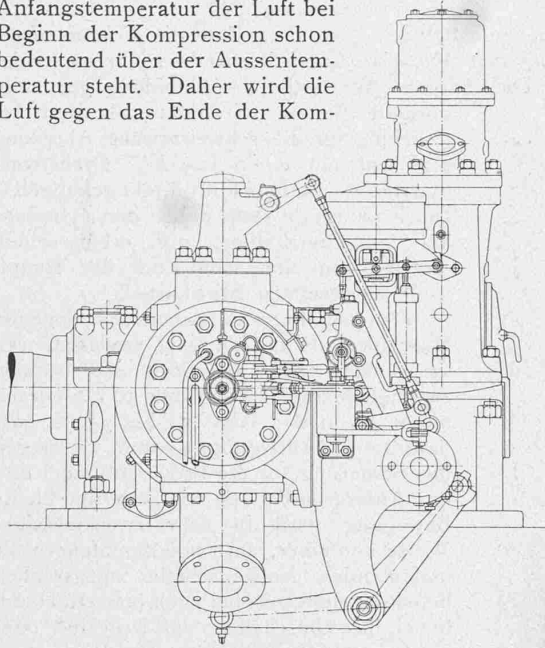 Anfangstemperatur der Luft bei
Beginn der Kompression schon
bedeutend über der Aussentem-
peratur steht. Daher wird die
Luft gegen das Ende der Kom-